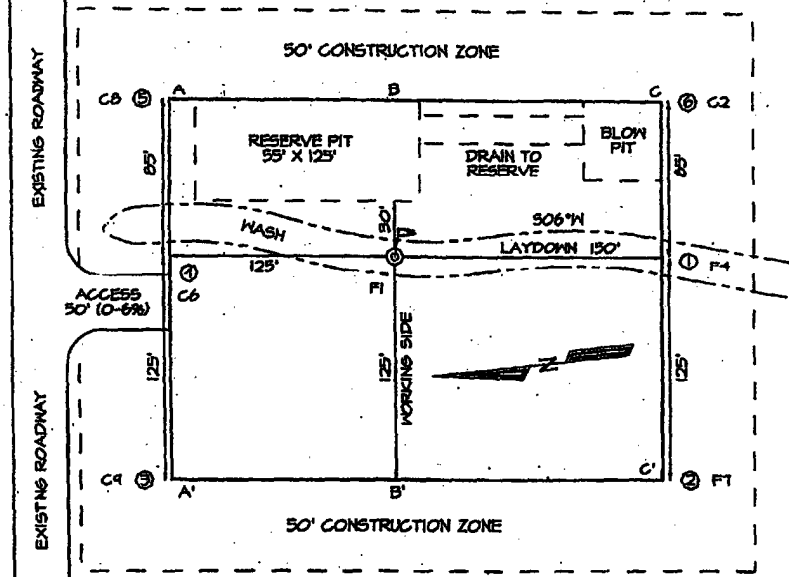 50' CONSTRUCTION ZONE
EXISTING ROADWAY
A
B
C
C8 ⑤
⑥ C2
RESERVE PIT
55' X 125'
DRAIN TO
RESERVE
BLOW
PIT
85'
85'
30'
WASH
S06°W
LAYDOWN 150'
125'
① F4
C6
F1
ACCESS
50' (0-6%)
125'
125'
WORKING SIDE
N
125'
EXISTING ROADWAY
C9 ③
A'
B'
C'
② F7
50' CONSTRUCTION ZONE